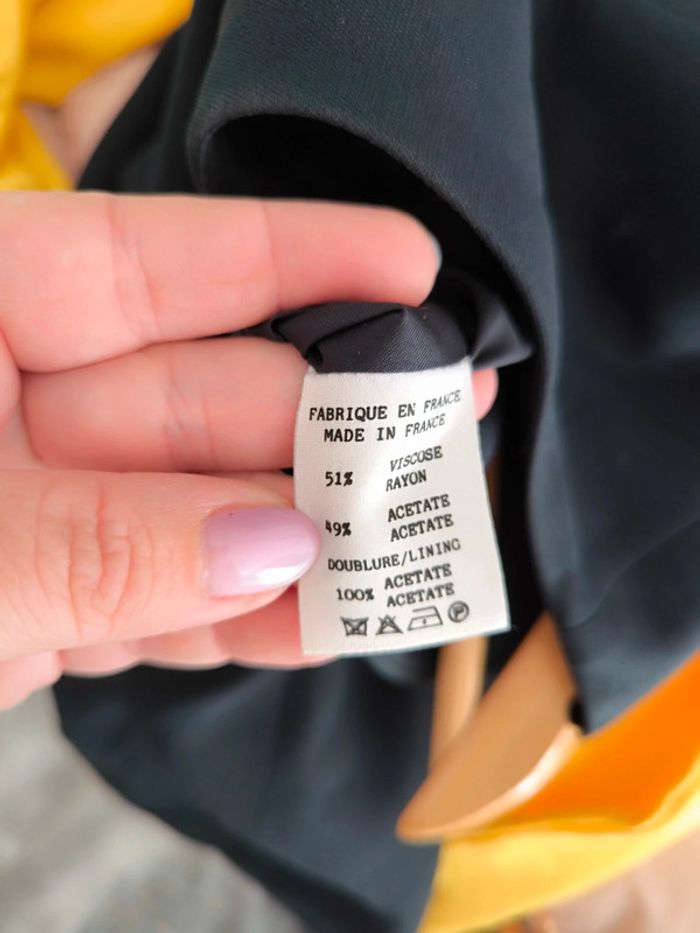 FABRIQUE EN FRANCE
MADE IN FRANCE
51% VISCOSE
RAYON
49% ACETATE
ACETATE
DOUBLURE/LINING
100% ACETATE
ACETATE
P